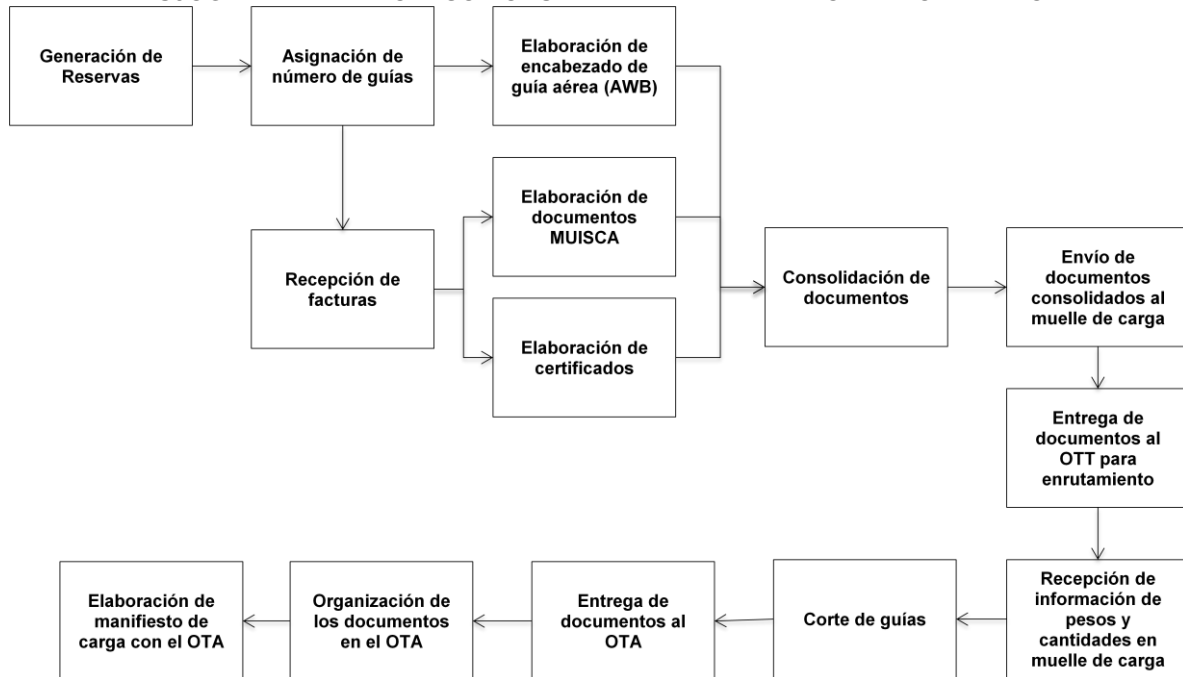 Generación de
Reservas
Asignación de
número de guías
Elaboración de
encabezado de
guía aérea (AWB)
Elaboración de
documentos
MUISCA
Recepción de
facturas
Elaboración de
certificados
Consolidación de
documentos
Envío de
documentos
consolidados al
muelle de carga
Entrega de
documentos al
OTT para
enrutamiento
Recepción de
información de
pesos y
cantidades en
muelle de carga
Corte de guías
Entrega de
documentos al
OTA
Organización de
los documentos
en el OTA
Elaboración de
manifiesto de
carga con el OTA